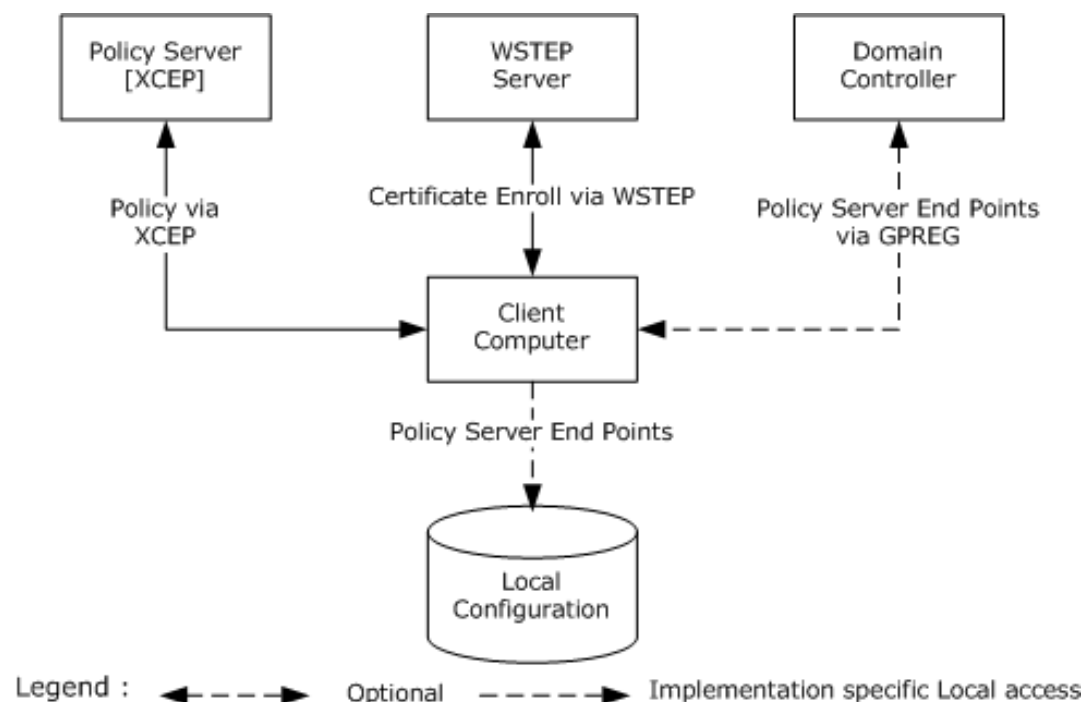 Policy Server
[XCEP]
WSTEP
Server
Domain
Controller
Policy via
XCEP
Certificate Enroll via WSTEP
Policy Server End Points
via GPREG
Client
Computer
Policy Server End Points
Local
Configuration
Legend : Optional Implementation specific Local access